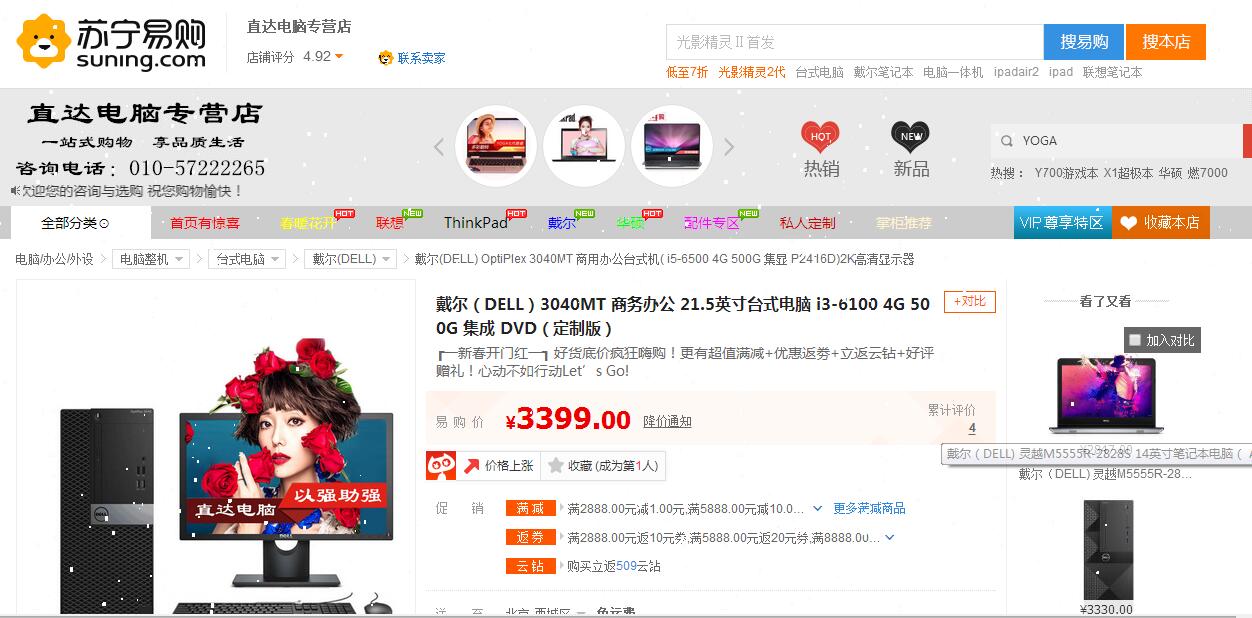 苏宁易购
suning.com
直达电脑专营店
店铺评分 4.92
联系卖家
光影精灵Ⅱ首发
搜易购
搜本店
低至7折 光影精灵2代 台式电脑 戴尔笔记本 电脑一体机 ipadair2 ipad 联想笔记本
直达电脑专营店
一站式购物 享品质生活
咨询电话：010-57222265
欢迎您的咨询与选购 祝您购物愉快！
HOT
热销
NEW
新品
YOGA
热搜： Y700游戏本 X1超极本 华硕 燃7000
全部分类
首页有惊喜
春暖花开 HOT
联想 NEW
ThinkPad HOT
戴尔 NEW
华硕 HOT
配件专区 NEW
私人定制
掌柜推荐
VIP 尊享特区
收藏本店
电脑/办公/外设 > 电脑整机 > 台式电脑 > 戴尔(DELL) > 戴尔(DELL) OptiPlex 3040MT 商用办公台式机( i5-6500 4G 500G 集显 P2416D)2K高清显示器
戴尔（DELL）3040MT 商务办公 21.5英寸台式电脑 i3-6100 4G 50
0G 集成 DVD（定制版）
+对比
┏━新春开门红━┓好货底价疯狂嗨购！更有超值满减+优惠返券+立返云钻+好评
赠礼！心动不如行动Let’s Go!
易购价 ¥3399.00 降价通知
累计评价
4
价格上涨
收藏 (成为第1人)
促销
满减 满2888.00元减1.00元,满5888.00元减10.0... 更多满减商品
返券 满2888.00元返10元券,满5888.00元返20元券,满8888.0u...
云钻 购买立返509云钻
送至 北京 西城区 免运费
直达电脑
以强助强
DELL
看了又看
加入对比
¥2817.00
戴尔（DELL) 灵越M5555R-2828S 14英寸笔记本电脑（ A
戴尔（DELL) 灵越M5555R-28...
¥3330.00